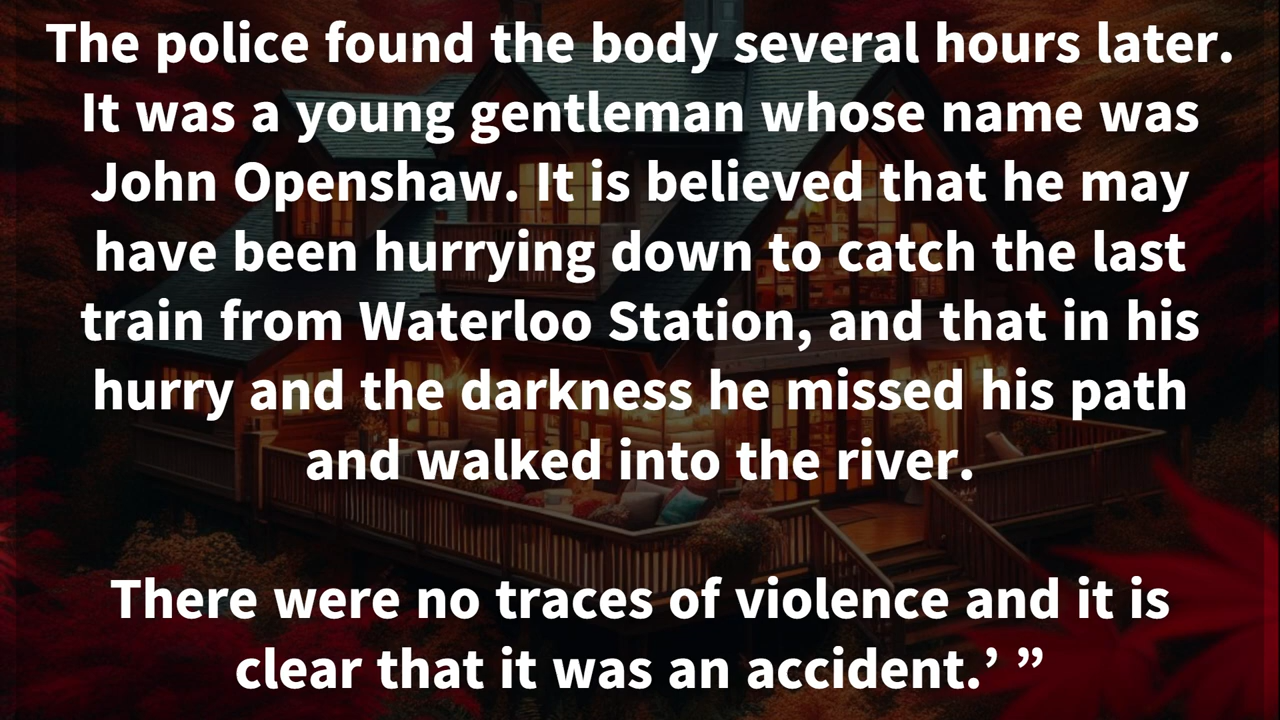 The police found the body several hours later.
It was a young gentleman whose name was
John Openshaw. It is believed that he may
have been hurrying down to catch the last
train from Waterloo Station, and that in his
hurry and the darkness he missed his path
and walked into the river.
There were no traces of violence and it is
clear that it was an accident.’ ”